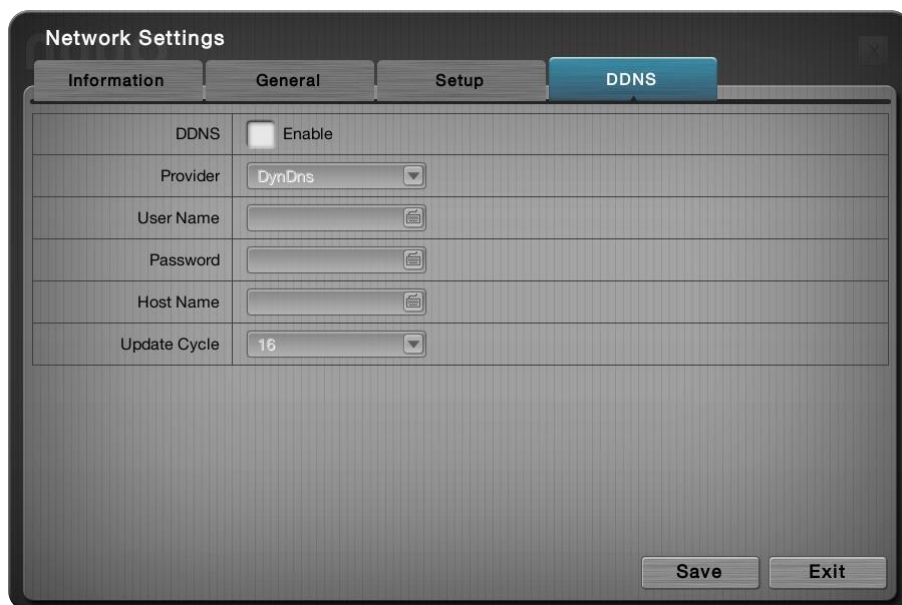 Network Settings
Information General Setup DDNS
DDNS Enable
Provider DynDns
User Name
Password
Host Name
Update Cycle 16
Save Exit